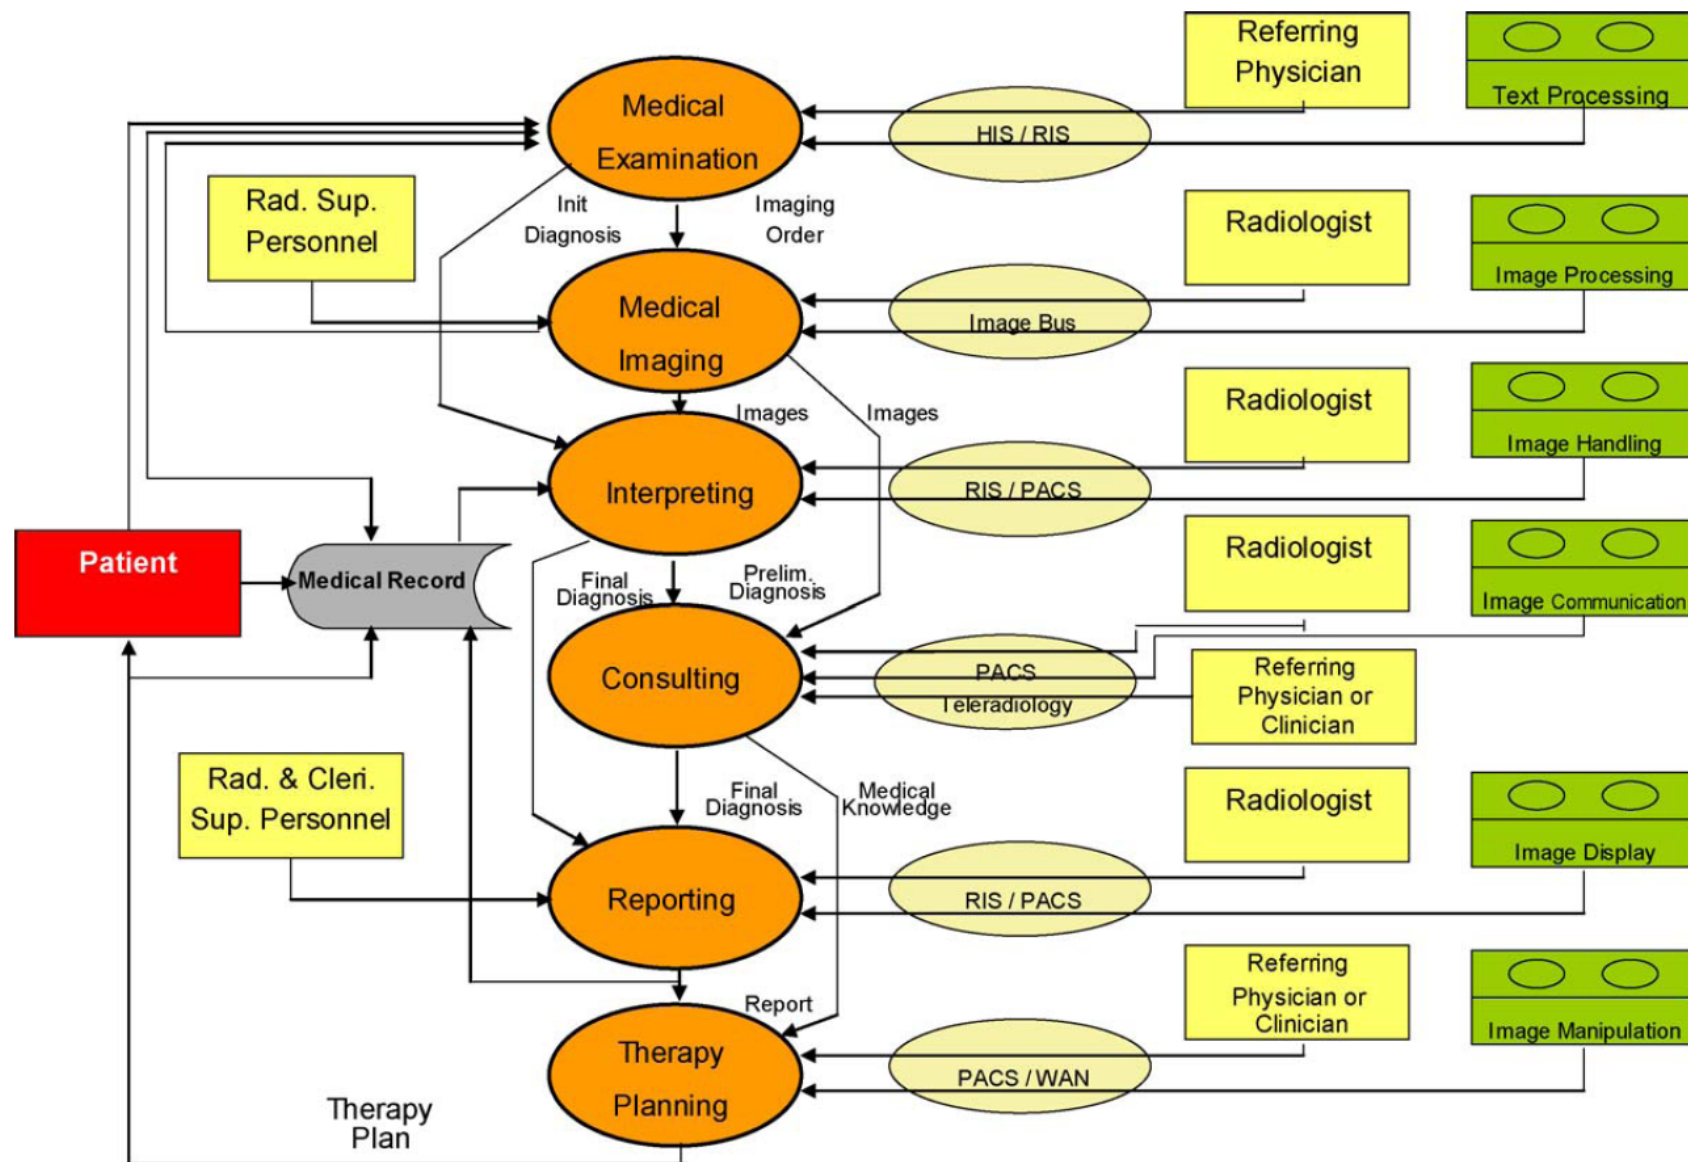 Referring
Physician
Text Processing
Medical
Examination
HIS / RIS
Rad. Sup.
Personnel
Init
Diagnosis
Imaging
Order
Radiologist
Image Processing
Medical
Imaging
Image Bus
Images
Images
Radiologist
Image Handling
Interpreting
RIS / PACS
Patient
Medical Record
Final
Diagnosis
Prelim.
Diagnosis
Radiologist
Image Communication
Consulting
PACS
Teleradiology
Referring
Physician or
Clinician
Rad. & Cleri.
Sup. Personnel
Final
Diagnosis
Medical
Knowledge
Radiologist
Image Display
Reporting
RIS / PACS
Report
Referring
Physician or
Clinician
Image Manipulation
Therapy
Planning
PACS / WAN
Therapy
Plan